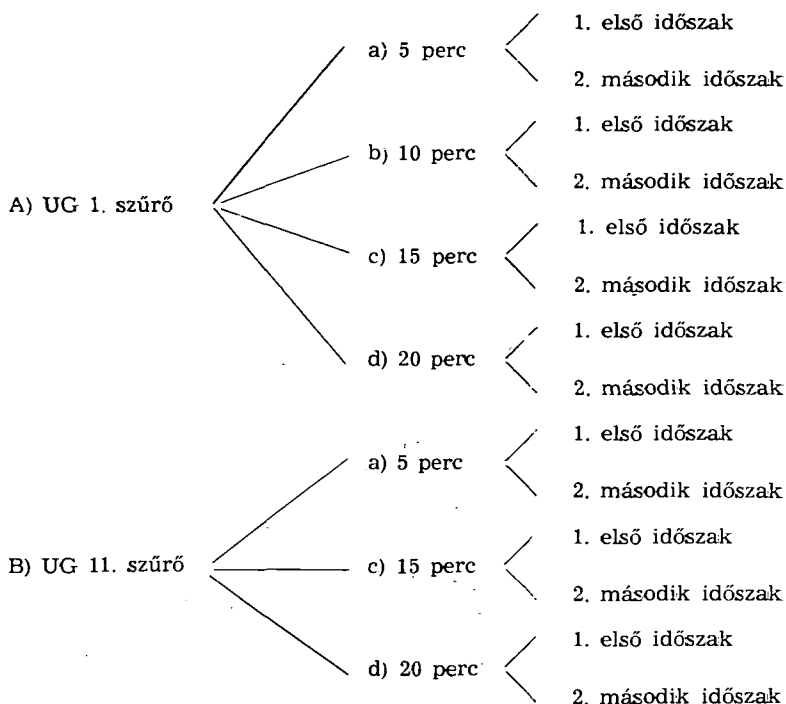 a) 5 perc
1. első időszak
2. második időszak
b) 10 perc
1. első időszak
2. második időszak
A) UG 1. szűrő
c) 15 perc
1. első időszak
2. második időszak
d) 20 perc
1. első időszak
2. második időszak
a) 5 perc
1. első időszak
2. második időszak
B) UG 11. szűrő
c) 15 perc
1. első időszak
2. második időszak
d) 20 perc
1. első időszak
2. második időszak